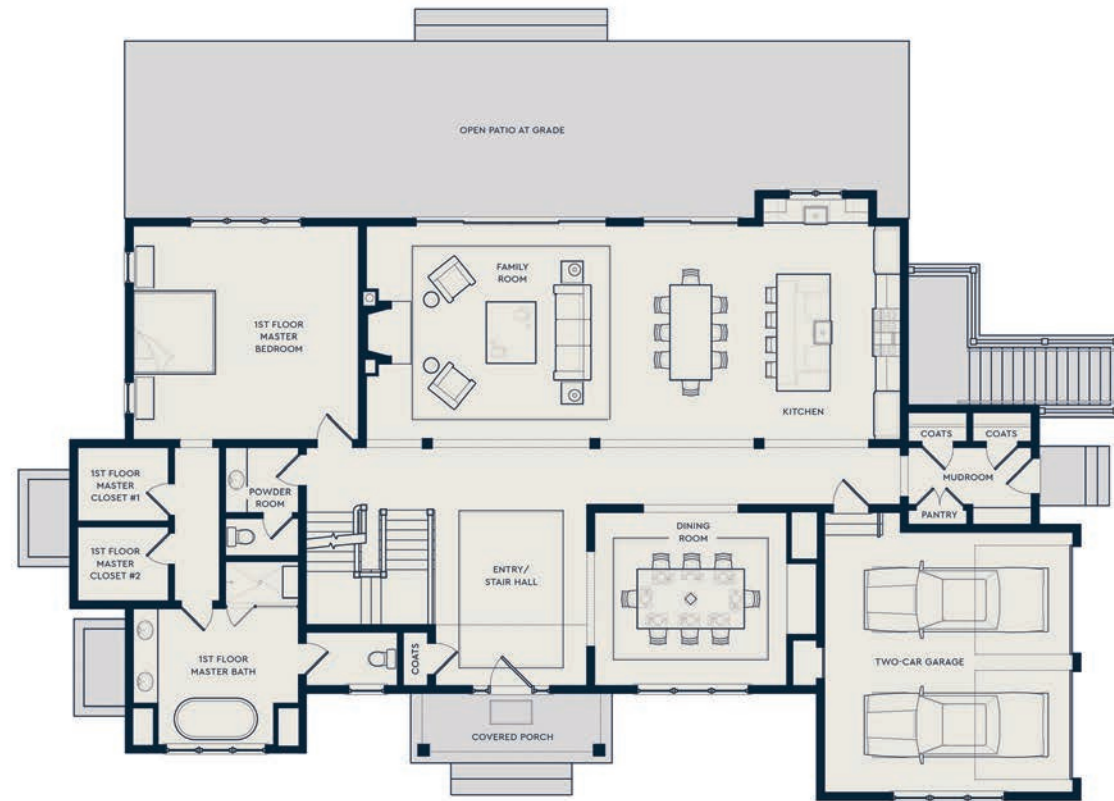 OPEN PATIO AT GRADE
FAMILY
ROOM
1ST FLOOR
MASTER
BEDROOM
KITCHEN
COATS
COATS
MUDROOM
PANTRY
1ST FLOOR
MASTER
CLOSET #1
POWDER
ROOM
1ST FLOOR
MASTER
CLOSET #2
ENTRY/
STAIR HALL
DINING
ROOM
1ST FLOOR
MASTER BATH
COATS
TWO-CAR GARAGE
COVERED PORCH